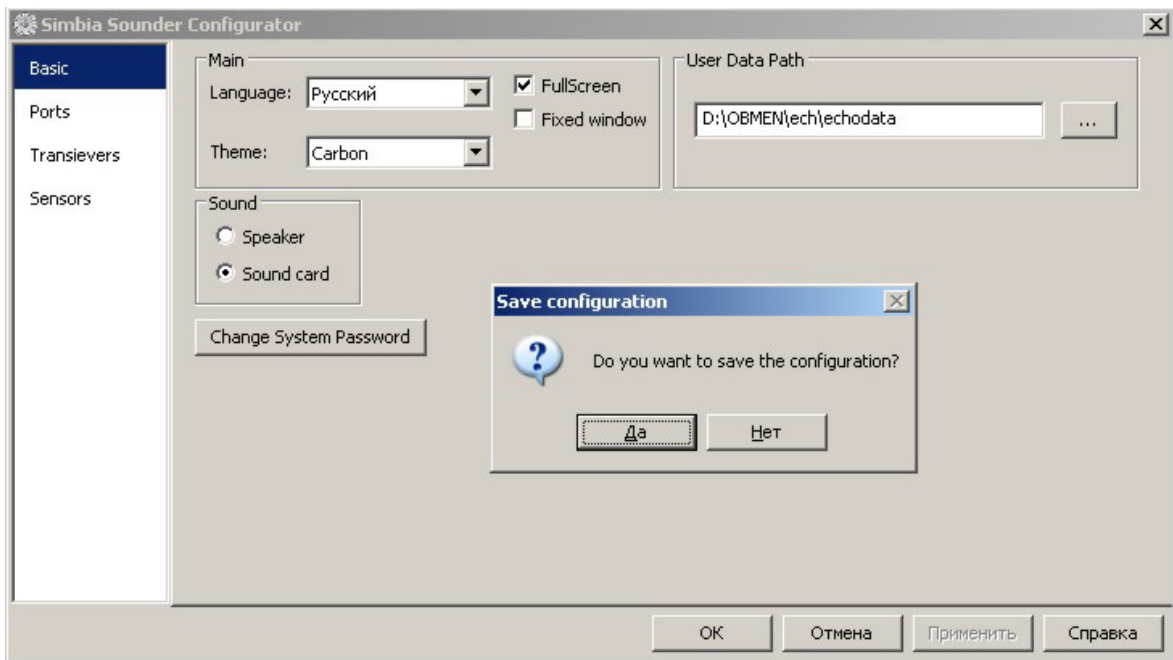 Simbia Sounder Configurator
Basic
Ports
Transievers
Sensors
Main
Language: Русский
FullScreen
Fixed window
Theme: Carbon
User Data Path
D:\OBMEN\ech\echodata
...
Sound
Speaker
Sound card
Change System Password
Save configuration
Do you want to save the configuration?
Да
Нет
ОК
Отмена
Применить
Справка